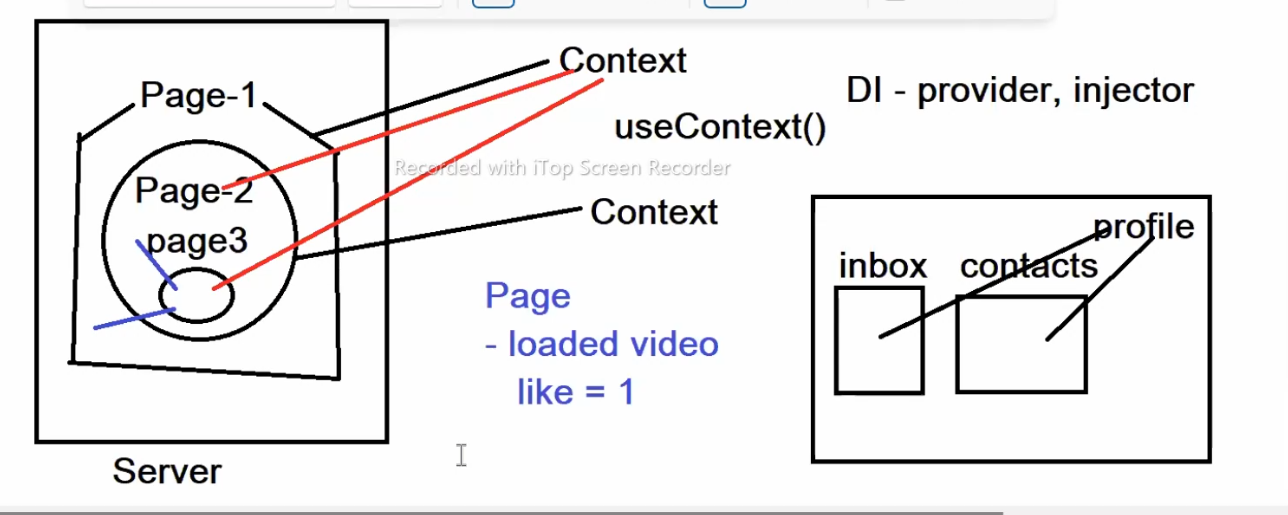 Context
Page-1
DI - provider, injector
useContext()
Recorded with iTop Screen Recorder
Page-2
Context
profile
page3
inbox contacts
Page
- loaded video
like = 1
Server